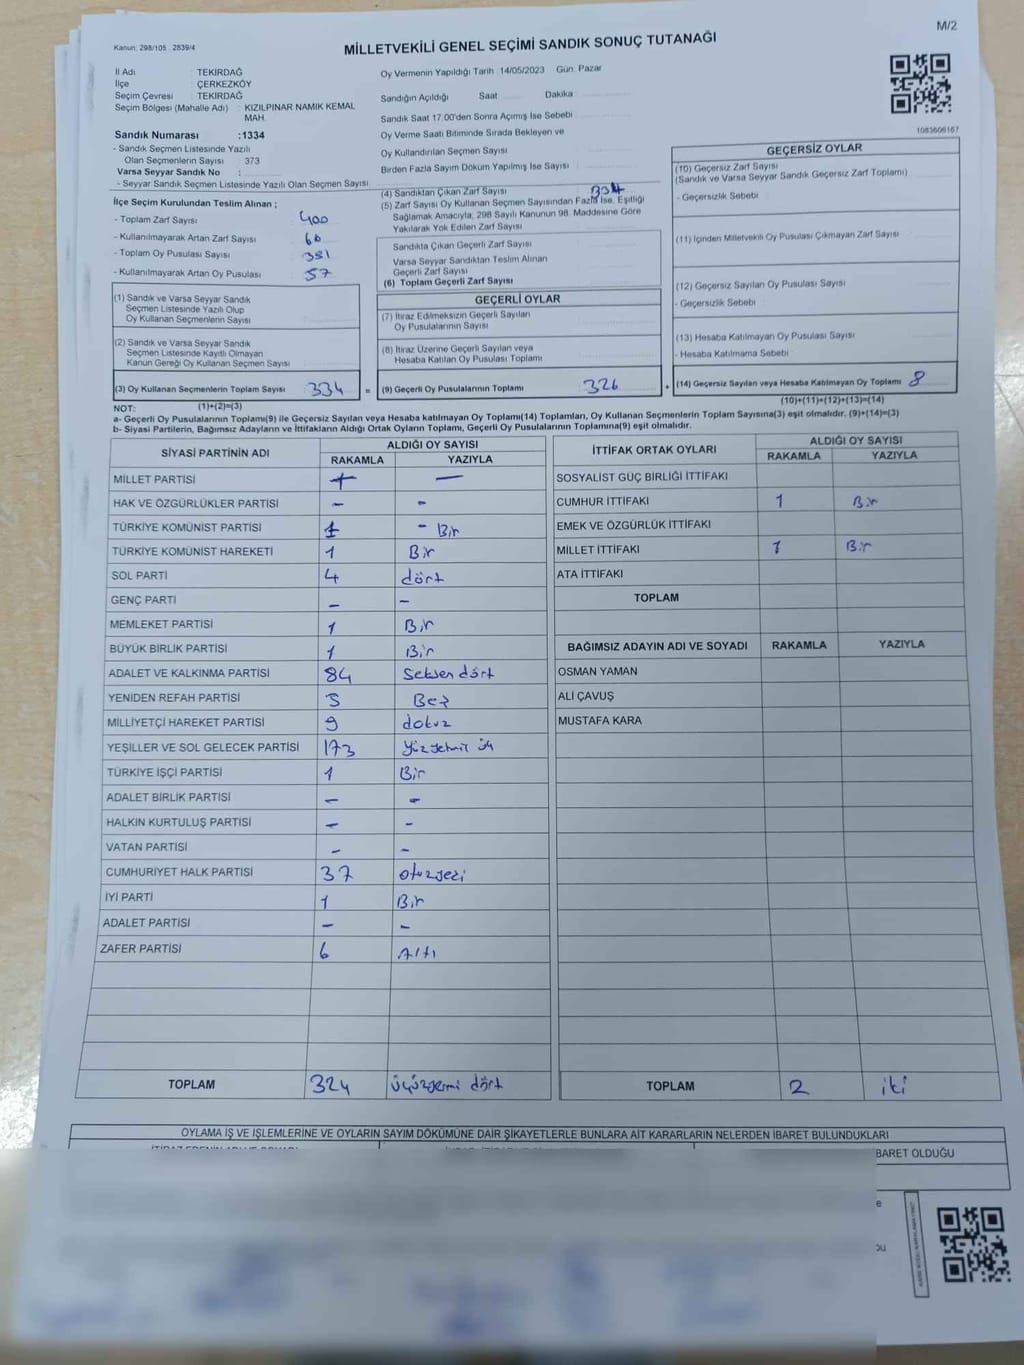 M/2
Kanun: 298/105 , 2839/4
MİLLETVEKİLİ GENEL SEÇİMİ SANDIK SONUÇ TUTANAĞI
İl Adı : TEKİRDAĞ
İlçe : ÇERKEZKÖY
Seçim Çevresi : TEKİRDAĞ
Seçim Bölgesi (Mahalle Adı) : KIZILPINAR NAMIK KEMAL MAH.
Sandık Numarası :1334
- Sandık Seçmen Listesinde Yazılı
Olan Seçmenlerin Sayısı : 373
Varsa Seyyar Sandık No :
- Seyyar Sandık Seçmen Listesinde Yazılı Olan Seçmen Sayısı
İlçe Seçim Kurulundan Teslim Alınan ;
- Toplam Zarf Sayısı 400
- Kullanılmayarak Artan Zarf Sayısı 66
- Toplam Oy Pusulası Sayısı 391
- Kullanılmayarak Artan Oy Pusulası 57
Oy Vermenin Yapıldığı Tarih 14/05/2023 Gün: Pazar
Sandığın Açıldığı Saat Dakika
Sandık Saat 17.00'den Sonra Açımış İse Sebebi
Oy Verme Saati Bitiminde Sırada Bekleyen ve
Oy Kullandırılan Seçmen Sayısı
Birden Fazla Sayım Döküm Yapılmış İse Sayısı
(4) Sandıktan Çıkan Zarf Sayısı 334
(5) Zarf Sayısı Oy Kullanan Seçmen Sayısından Fazla İse, Eşitliği
Sağlamak Amacıyla, 298 Sayılı Kanunun 98. Maddesine Göre
Yakılarak Yok Edilen Zarf Sayısı
Sandıkta Çıkan Geçerli Zarf Sayısı
Varsa Seyyar Sandıktan Teslim Alınan
Geçerli Zarf Sayısı
(6) Toplam Geçerli Zarf Sayısı
1083606167
GEÇERSİZ OYLAR
(10) Geçersiz Zarf Sayısı
(Sandık ve Varsa Seyyar Sandık Geçersiz Zarf Toplamı)
- Geçersizlik Sebebi
(11) İçinden Milletvekili Oy Pusulası Çıkmayan Zarf Sayısı
(12) Geçersiz Sayılan Oy Pusulası Sayısı
- Geçersizlik Sebebi
(13) Hesaba Katılmayan Oy Pusulası Sayısı
- Hesaba Katılmama Sebebi
(1) Sandık ve Varsa Seyyar Sandık
Seçmen Listesinde Yazılı Olup
Oy Kullanan Seçmenlerin Sayısı
(2) Sandık ve Varsa Seyyar Sandık
Seçmen Listesinde Kayıtlı Olmayan
Kanun Gereği Oy Kullanan Seçmen Sayısı
GEÇERLİ OYLAR
(7) İtiraz Edilmeksizin Geçerli Sayılan
Oy Pusulalarının Sayısı
(8) İtiraz Üzerine Geçerli Sayılan veya
Hesaba Katılan Oy Pusulası Toplamı
(3) Oy Kullanan Seçmenlerin Toplam Sayısı 334 = (9) Geçerli Oy Pusulalarının Toplamı 326 + (14) Geçersiz Sayılan veya Hesaba Katılmayan Oy Toplamı 8
NOT: (1)+(2)=(3) (10)+(11)+(12)+(13)=(14)
a- Geçerli Oy Pusulalarının Toplamı(9) ile Geçersiz Sayılan veya Hesaba katılmayan Oy Toplamı(14) Toplamları, Oy Kullanan Seçmenlerin Toplam Sayısına(3) eşit olmalıdır. (9)+(14)=(3)
b- Siyasi Partilerin, Bağımsız Adayların ve İttifakların Aldığı Ortak Oyların Toplamı, Geçerli Oy Pusulalarının Toplamına(9) eşit olmalıdır.
SİYASİ PARTİNİN ADI ALDIĞI OY SAYISI
RAKAMLA YAZIYLA
MİLLET PARTİSİ —
HAK VE ÖZGÜRLÜKLER PARTİSİ - -
TÜRKİYE KOMÜNİST PARTİSİ 1 - Bir
TÜRKİYE KOMÜNİST HAREKETİ 1 Bir
SOL PARTİ 4 dört
GENÇ PARTİ - -
MEMLEKET PARTİSİ 1 Bir
BÜYÜK BİRLİK PARTİSİ 1 Bir
ADALET VE KALKINMA PARTİSİ 84 Seksen dört
YENİDEN REFAH PARTİSİ 5 Beş
MİLLİYETÇİ HAREKET PARTİSİ 9 dokuz
YEŞİLLER VE SOL GELECEK PARTİSİ 173 yüz
TÜRKİYE İŞÇİ PARTİSİ 1 Bir
ADALET BİRLİK PARTİSİ - -
HALKIN KURTULUŞ PARTİSİ - -
VATAN PARTİSİ - -
CUMHURİYET HALK PARTİSİ 37 otuzyedi
İYİ PARTİ 1 Bir
ADALET PARTİSİ - -
ZAFER PARTİSİ 6 Altı
TOPLAM 324 üçüzyirmi dört
İTTİFAK ORTAK OYLARI ALDIĞI OY SAYISI
RAKAMLA YAZIYLA
SOSYALİST GÜÇ BİRLİĞİ İTTİFAKI
CUMHUR İTTİFAKI 1 Bir
EMEK VE ÖZGÜRLÜK İTTİFAKI
MİLLET İTTİFAKI 1 Bir
ATA İTTİFAKI
TOPLAM
BAĞIMSIZ ADAYIN ADI VE SOYADI RAKAMLA YAZIYLA
OSMAN YAMAN
ALİ ÇAVUŞ
MUSTAFA KARA
TOPLAM 2 iki
OYLAMA İŞ VE İŞLEMLERİNE VE OYLARIN SAYIM DÖKÜMÜNE DAİR ŞİKAYETLERLE BUNLARA AİT KARARLARIN NELERDEN İBARET BULUNDUKLARI
BARET OLDUĞU